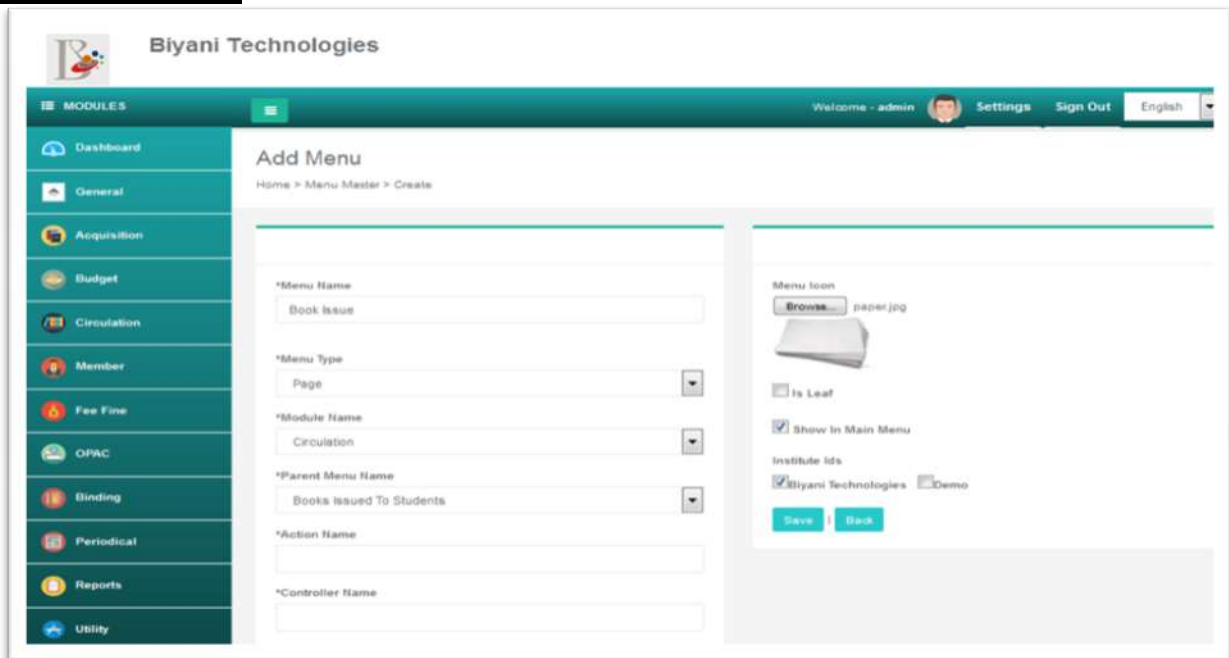 Biyani Technologies
MODULES
Welcome - admin
Settings
Sign Out
English
Dashboard
General
Acquisition
Budget
Circulation
Member
Fee Fine
OPAC
Binding
Periodical
Reports
Utility
Add Menu
Home > Menu Master > Create
*Menu Name
Book Issue
*Menu Type
Page
*Module Name
Circulation
*Parent Menu Name
Books Issued To Students
*Action Name
*Controller Name
Menu Icon
Browse... paper.jpg
Is Leaf
Show In Main Menu
Institute Ids
Biyani Technologies Demo
Save | Back